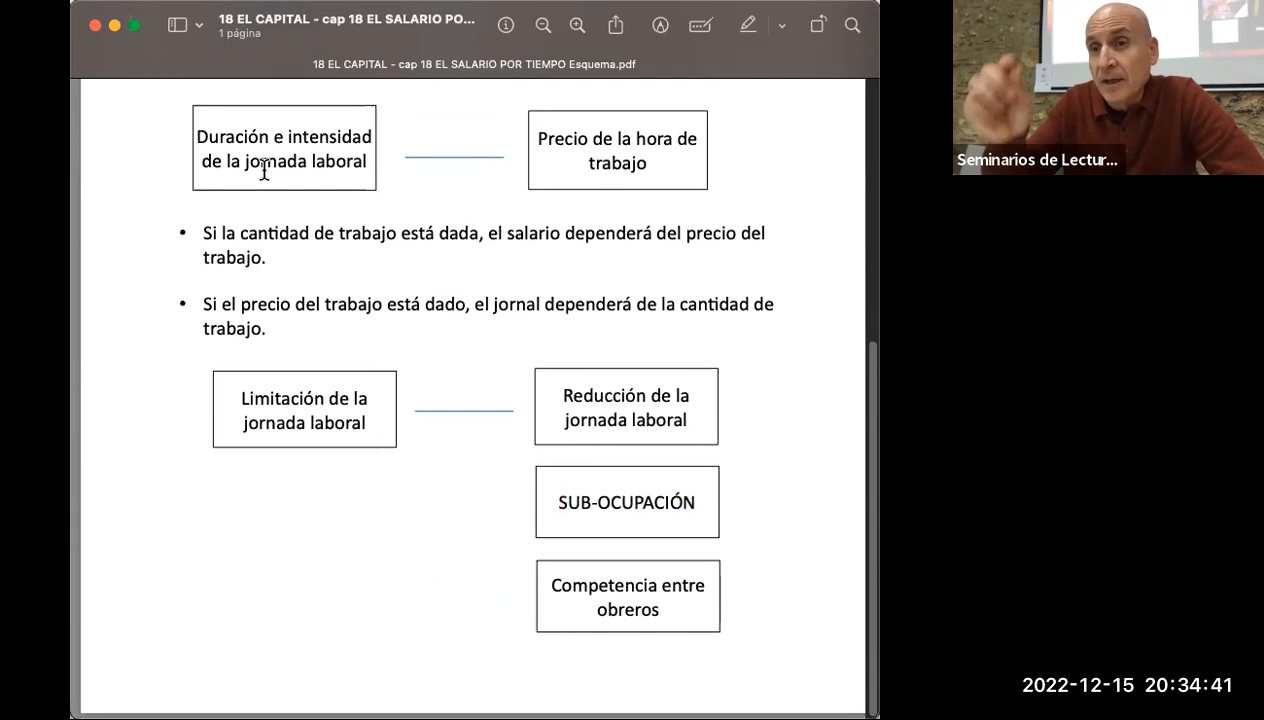 18 EL CAPITAL - cap 18 EL SALARIO PO...
1 página
18 EL CAPITAL - cap 18 EL SALARIO POR TIEMPO Esquema.pdf
Duración e intensidad
de la jornada laboral
Precio de la hora de
trabajo
• Si la cantidad de trabajo está dada, el salario dependerá del precio del
trabajo.
• Si el precio del trabajo está dado, el jornal dependerá de la cantidad de
trabajo.
Limitación de la
jornada laboral
Reducción de la
jornada laboral
SUB-OCUPACIÓN
Competencia entre
obreros
Seminarios de Lectur...
2022-12-15 20:34:41